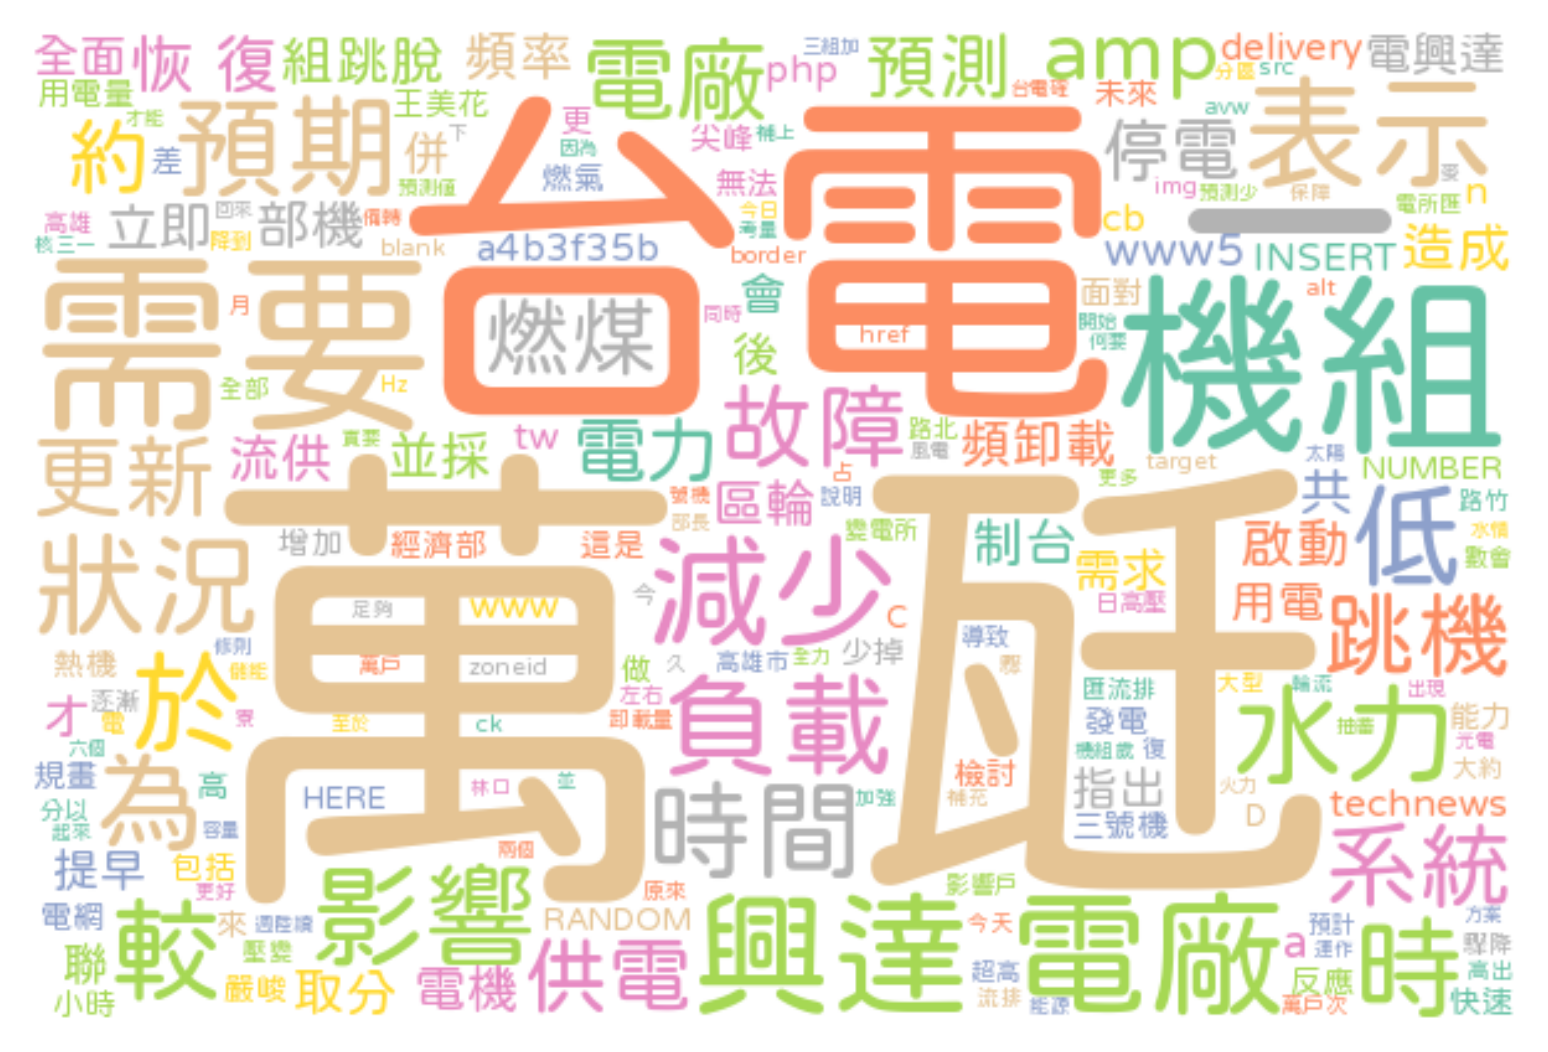 全面 恢 復 組跳脫 頻率 電廠 php 三組加 預測 amp delivery 電興達
用電量 王美花 台電確 未來 分區 src
才能 預期 更 尖峰 補上 avw 表示
約 差 併 下 因為 燃氣 無法 停電
預測值 台電 今日 考量 img 預測少 保障 n
高雄 核三一 立即 回來 降到 部機 備轉 cb 一 電所匯
blank a4b3f35b border www5 INSERT 造成
需要 月 會 同時 面對 alt 機組
燃煤 href 開始 何要
全部 Hz 後
更新 流供 並採 tw 電力 故障 路北 風電 頻卸載 target 太陽 NUMBER
號機 部長 區輪 說明 占 更多 共 低 路竹
萬瓩 變電所 水情 數會
狀況 增加 經濟部 這是 減少 制台 需求 啟動
足夠 www 今 C 日高壓 用電 跳機
熱機 修則 儲能 萬戶 zoneid 做 久 高雄市 全力 少掉 導致
才 逐漸 電 於 寮 至於 ck 左右 卸載量 負載 匯流排 大型 輪流 出現
六個 發電 水力 抽蓄 能力
規畫 為 高 HERE 林口 並 時間 加強 檢討 補充 機組歲 復 指出 火力 光電 大約
分以 起來 容量 三號機 D technews
提早 包括 更好 兩個 系統
電網 較 來 週陸續 影響 原來 影響戶 預計 方案
RANDOM 興達電廠 今天 a 運作 時 驟降
聯 壓變 供電 超高 反應 高出
小時 嚴峻 取分 電機 流排 能源 萬戶次 快速